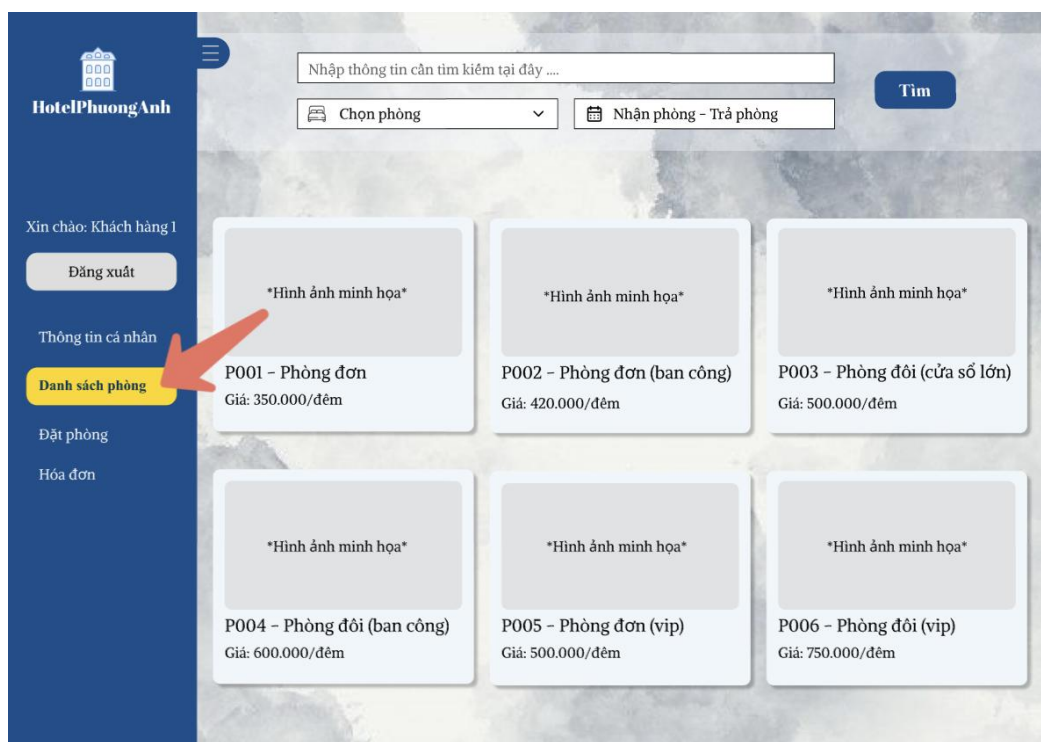 HotelPhuongAnh
Xin chào: Khách hàng 1
Đăng xuất
Thông tin cá nhân
Danh sách phòng
Đặt phòng
Hóa đơn
Nhập thông tin cần tìm kiếm tại đây ....
Chọn phòng
Nhận phòng - Trả phòng
Tìm
*Hình ảnh minh họa*
P001 - Phòng đơn
Giá: 350.000/đêm
*Hình ảnh minh họa*
P002 - Phòng đơn (ban công)
Giá: 420.000/đêm
*Hình ảnh minh họa*
P003 - Phòng đôi (cửa sổ lớn)
Giá: 500.000/đêm
*Hình ảnh minh họa*
P004 - Phòng đôi (ban công)
Giá: 600.000/đêm
*Hình ảnh minh họa*
P005 - Phòng đơn (vip)
Giá: 500.000/đêm
*Hình ảnh minh họa*
P006 - Phòng đôi (vip)
Giá: 750.000/đêm